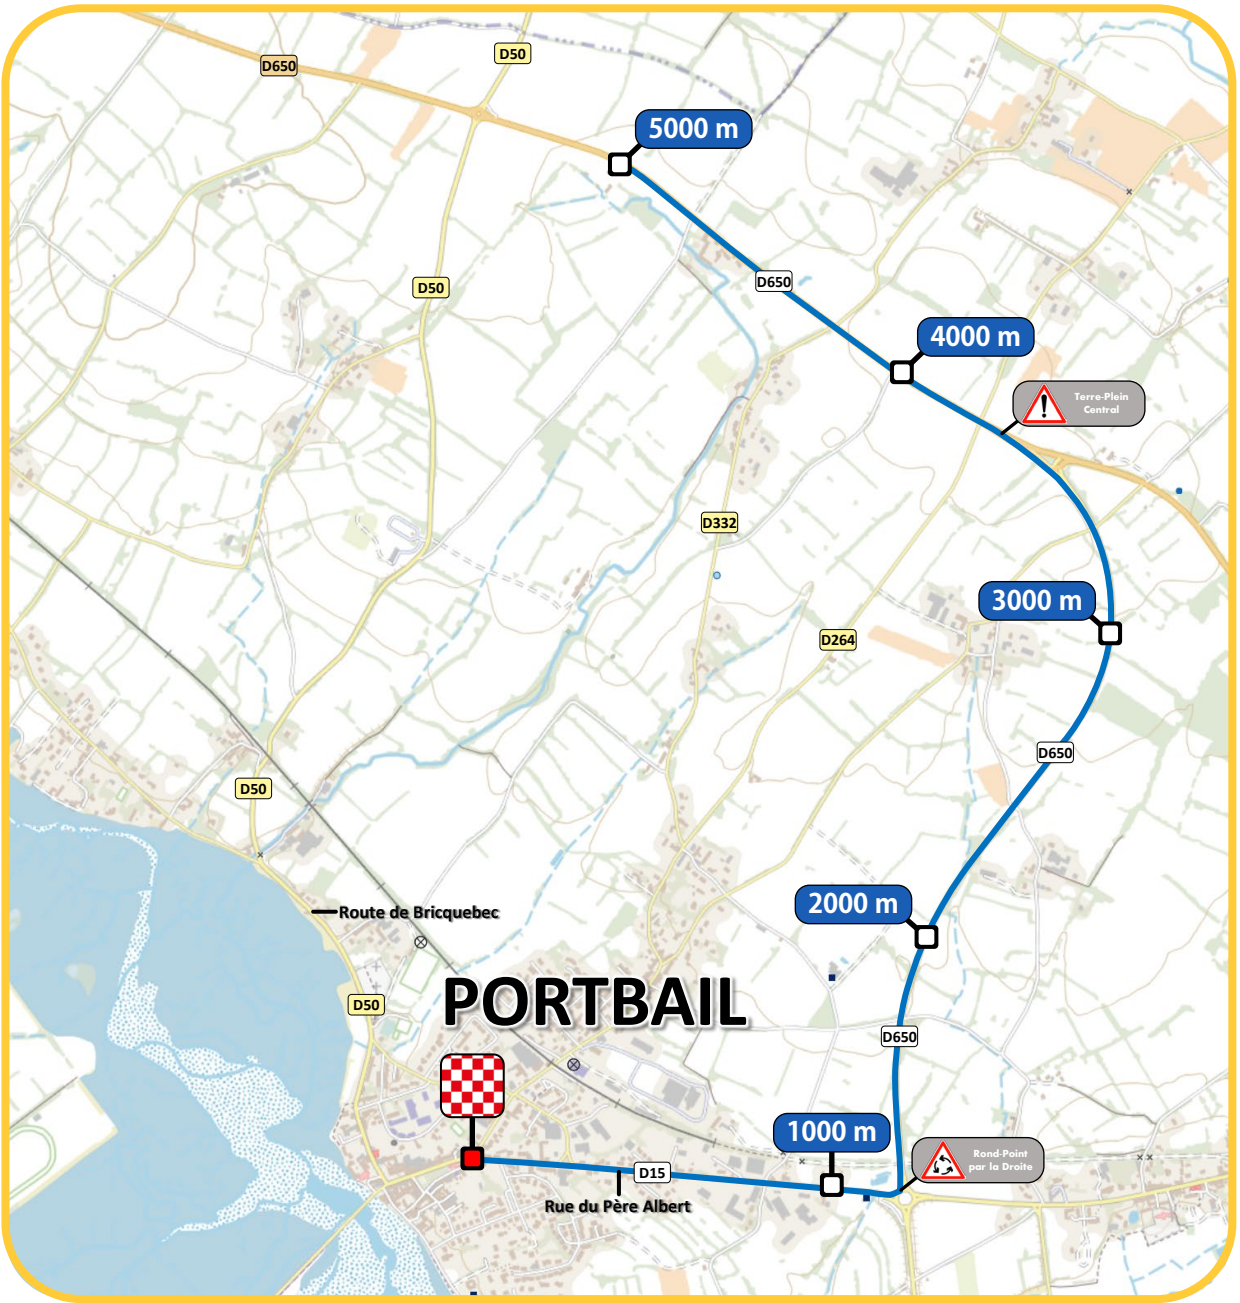 D50
D650
5000 m
D650
D50
4000 m
Terre-Plein
Central
D332
3000 m
D264
D650
D50
2000 m
Route de Bricquebec
PORTBAIL
D50
D650
1000 m
Rond-Point
par la Droite
D15
Rue du Père Albert